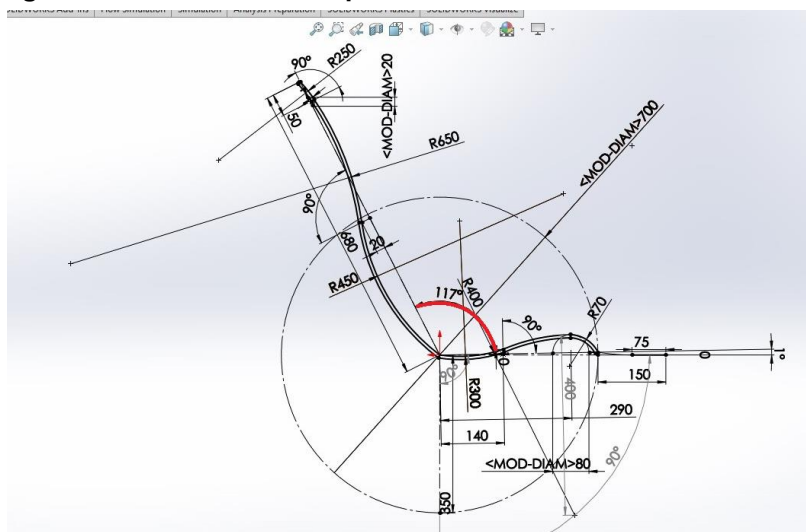 SOLIDWORKS Add-Ins Flow Simulation Simulation Analysis Preparation SOLIDWORKS Plastics SOLIDWORKS Visualize
90°
R250
<MOD-DIAM>20
50
<MOD-DIAM>700
R650
90°
680
20
R450
117°
R400
90°
R70
75
0
1°
0
90°
R300
400
150
290
140
<MOD-DIAM>80
90°
350